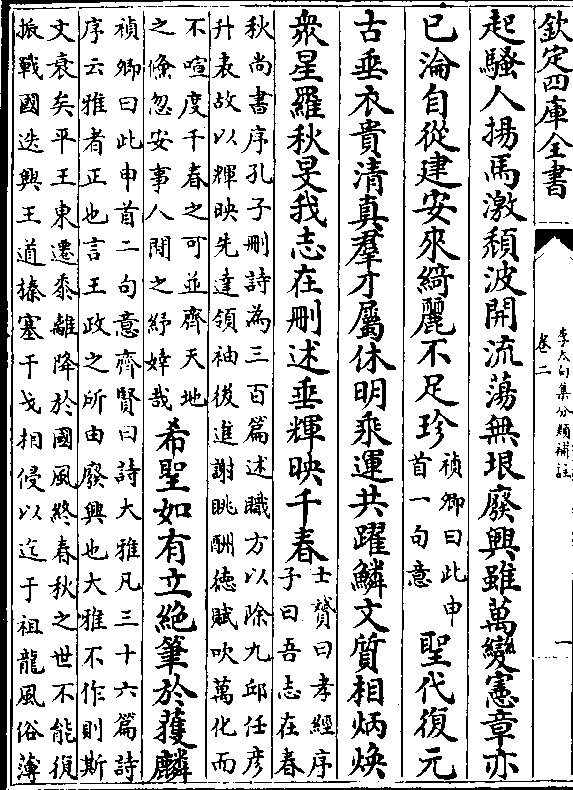 欽定四庫全書
李太白集分類補註
卷二
一
起騷人揚馬激頹波開流蕩無垠廢興雖萬變憲章亦
已淪自從建安來綺麗不足珍
禎卿曰此申
首一句意
聖代復元
古垂衣貴清真羣才屬休明乘運共躍鱗文質相炳煥
衆星羅秋旻我志在刪述垂輝映千春
士贇曰孝經序
子曰吾志在春
秋尚書序孔子刪詩為三百篇述職方以除九邱任彦
升表故以輝映先達領袖後進謝眺酬徳賦吹萬化而
不喧度千春之可並齊天地
之倏忽安事人間之紓婞哉
希聖如有立絶筆於獲麟
禎卿曰此申首二句意齊賢曰詩大雅凡三十六篇詩
序云雅者正也言王政之所由廢興也大雅不作則斯
文衰矣平王東遷黍離降於國風終春秋之世不能復
振戰國迭興王道榛塞干戈相侵以迄于祖龍風俗薄